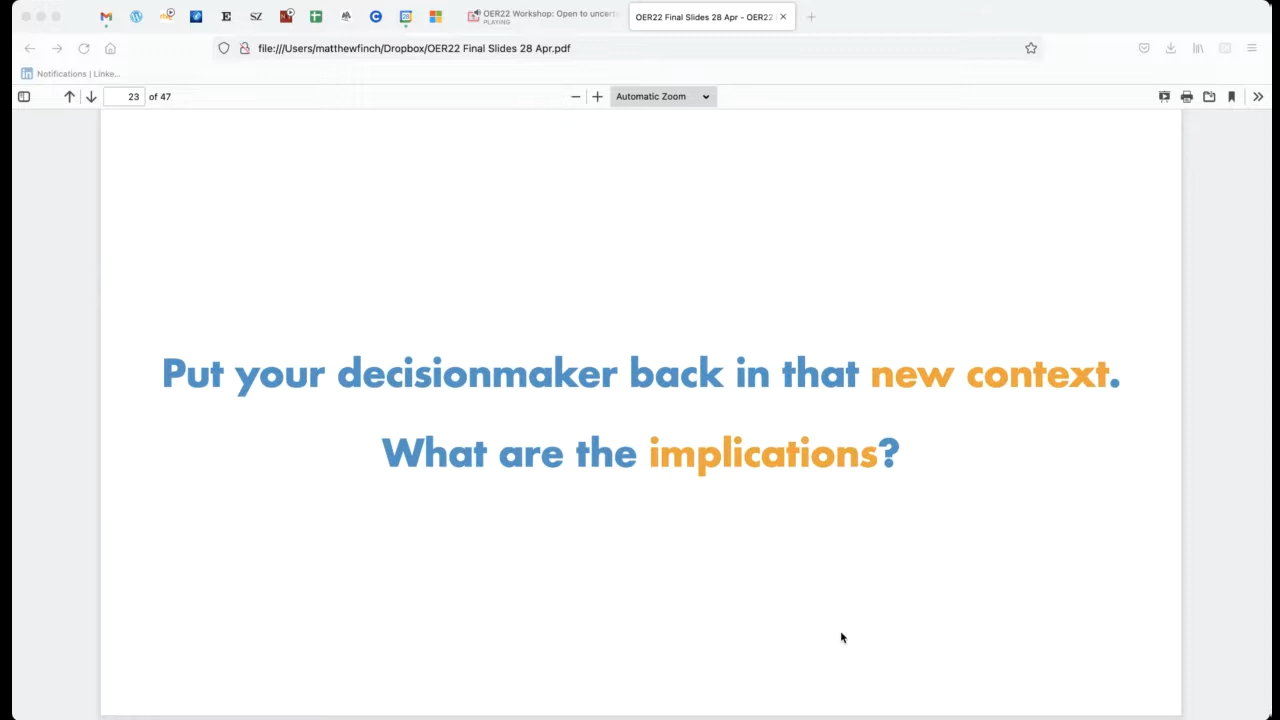 OER22 Workshop: Open to uncert
PLAYING
OER22 Final Slides 28 Apr - OER22
file:///Users/matthewfinch/Dropbox/OER22 Final Slides 28 Apr.pdf
Notifications | Linke...
23 of 47
Automatic Zoom
Put your decisionmaker back in that new context.
What are the implications?